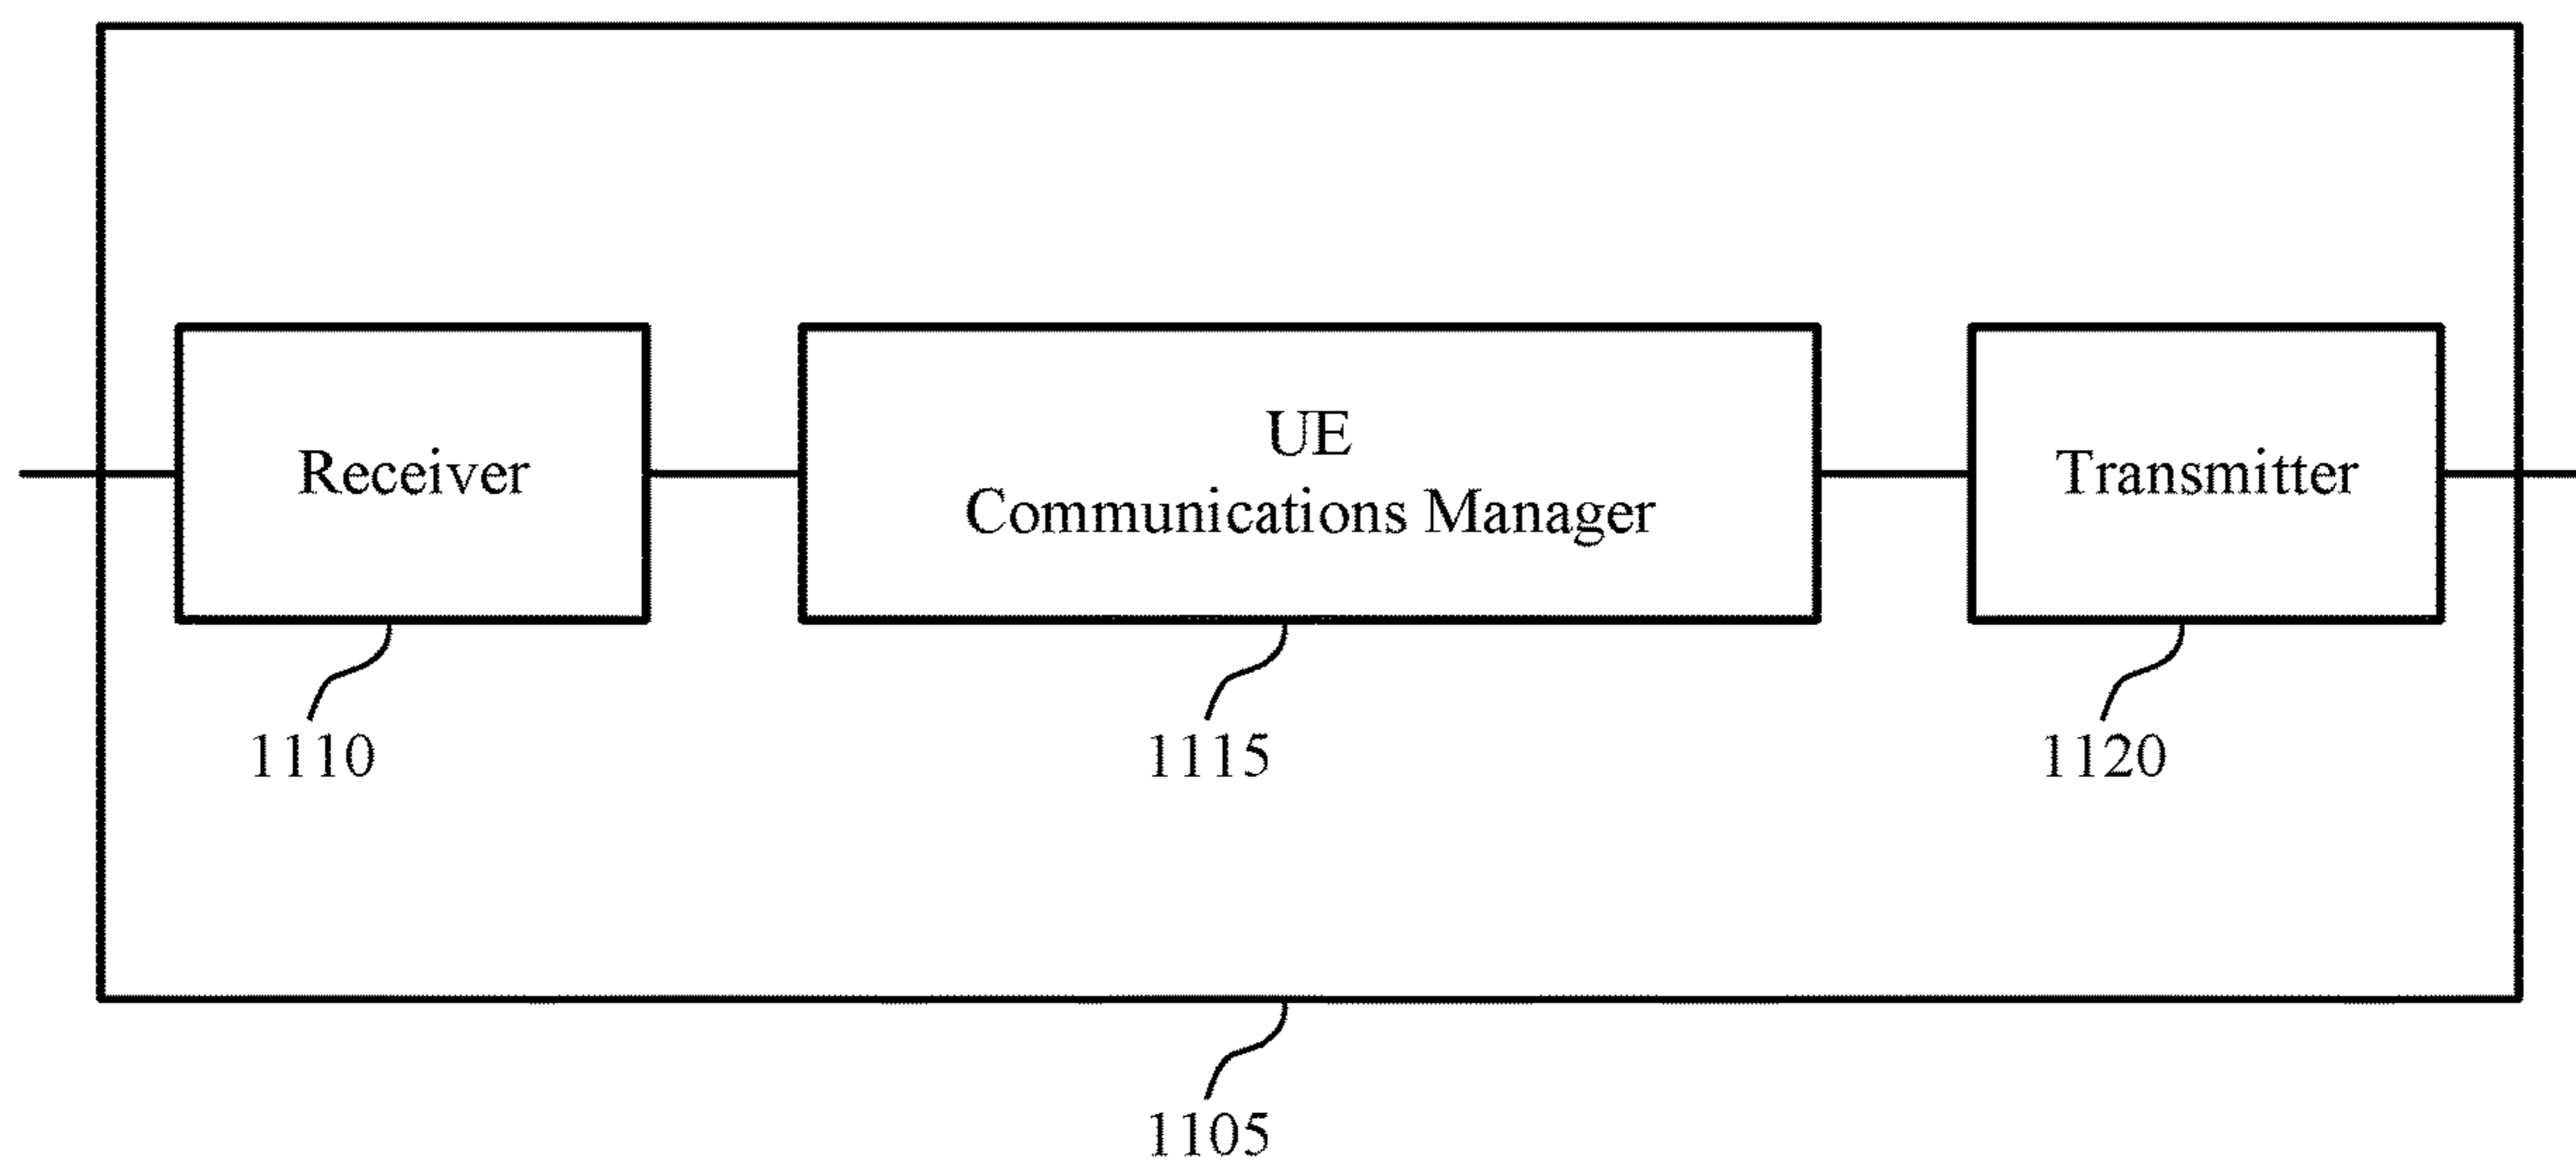 Receiver
UE
Communications Manager
Transmitter
1110
1115
1120
1105